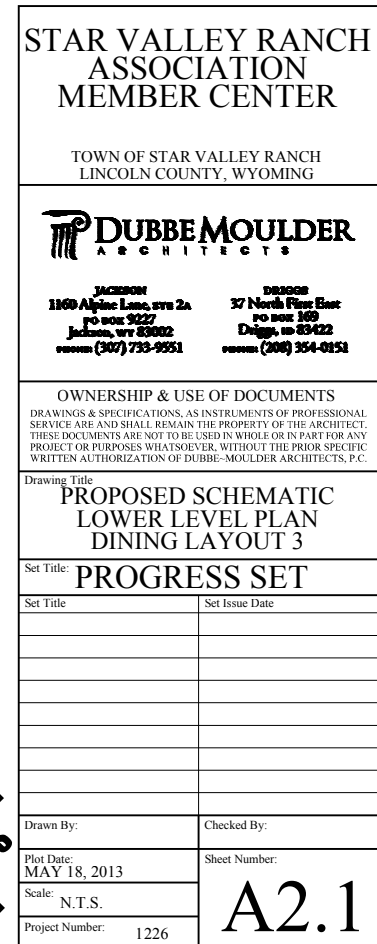 STAR VALLEY RANCH
ASSOCIATION
MEMBER CENTER
TOWN OF STAR VALLEY RANCH
LINCOLN COUNTY, WYOMING
DUBBE MOULDER
ARCHITECTS
JACKSON
1160 Alpine Lane, STE 2A
PO BOX 9227
Jackson, WY 83002
PHONE: (307) 733-9551
DRIGGS
37 North First East
PO BOX 169
Driggs, ID 83422
PHONE: (208) 354-0151
OWNERSHIP & USE OF DOCUMENTS
DRAWINGS & SPECIFICATIONS, AS INSTRUMENTS OF PROFESSIONAL
SERVICE ARE AND SHALL REMAIN THE PROPERTY OF THE ARCHITECT.
THESE DOCUMENTS ARE NOT TO BE USED IN WHOLE OR IN PART FOR ANY
PROJECT OR PURPOSES WHATSOEVER, WITHOUT THE PRIOR SPECIFIC
WRITTEN AUTHORIZATION OF DUBBE~MOULDER ARCHITECTS, P.C.
Drawing Title
PROPOSED SCHEMATIC
LOWER LEVEL PLAN
DINING LAYOUT 3
Set Title: PROGRESS SET
Set Title Set Issue Date
Drawn By: Checked By:
Plot Date:
MAY 18, 2013
Scale: N.T.S.
Project Number: 1226
Sheet Number:
A2.1